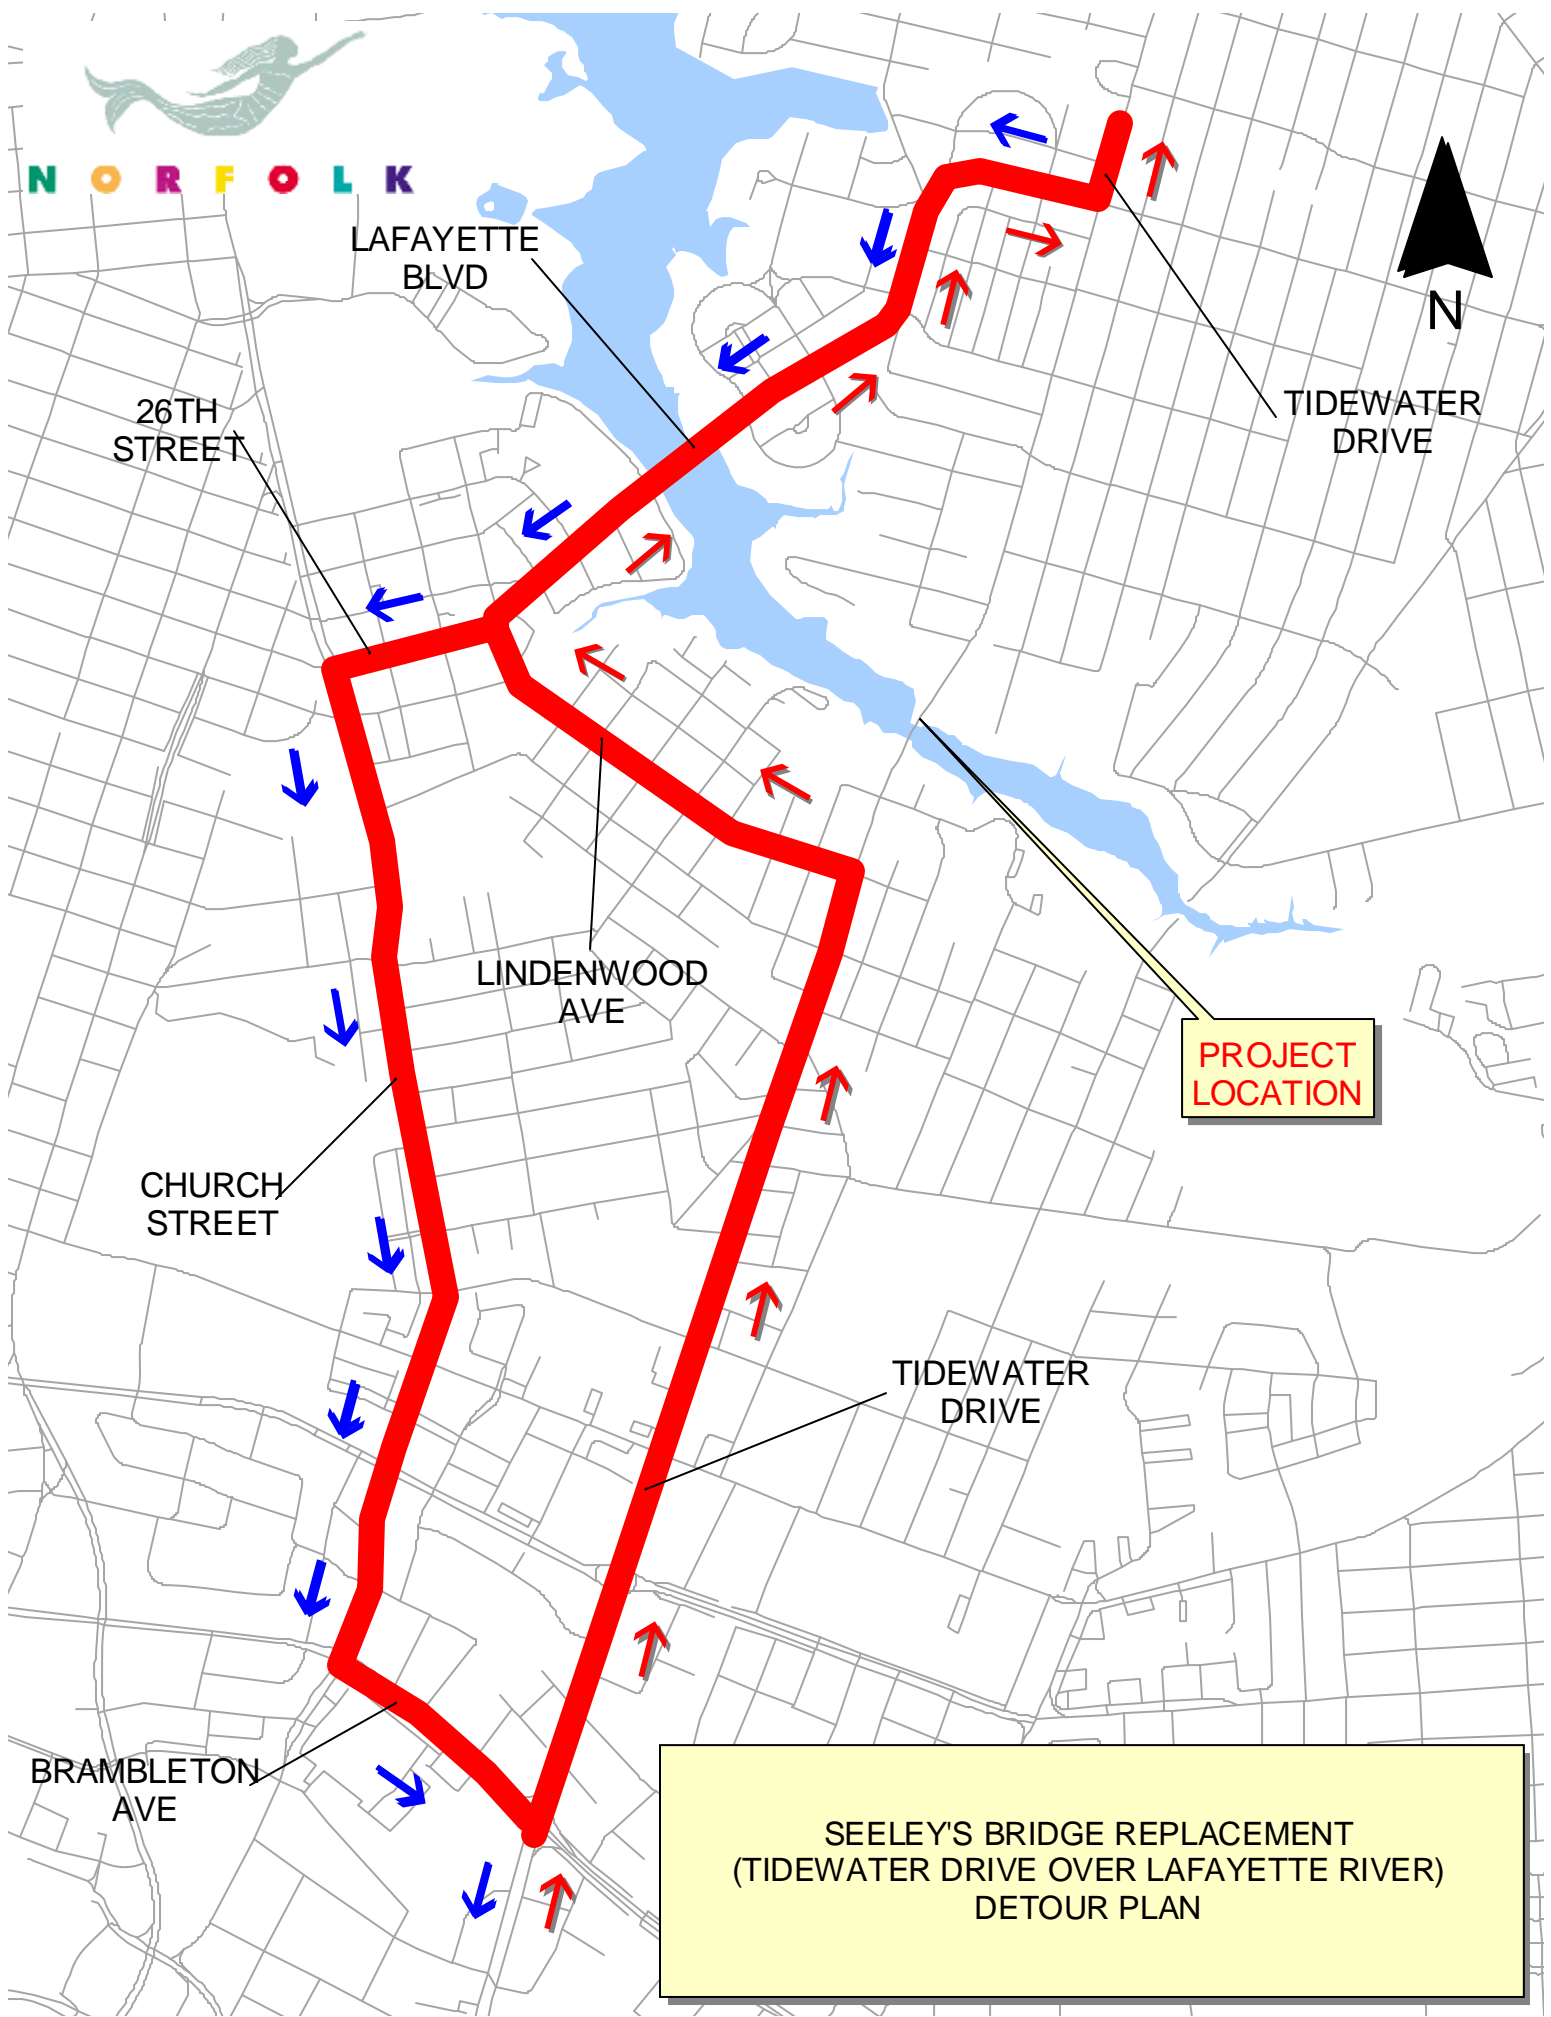 NORFOLK
LAFAYETTE
BLVD
N
26TH
STREET
TIDEWATER
DRIVE
LINDENWOOD
AVE
PROJECT
LOCATION
CHURCH
STREET
TIDEWATER
DRIVE
BRAMBLETON
AVE
SEELEY'S BRIDGE REPLACEMENT
(TIDEWATER DRIVE OVER LAFAYETTE RIVER)
DETOUR PLAN